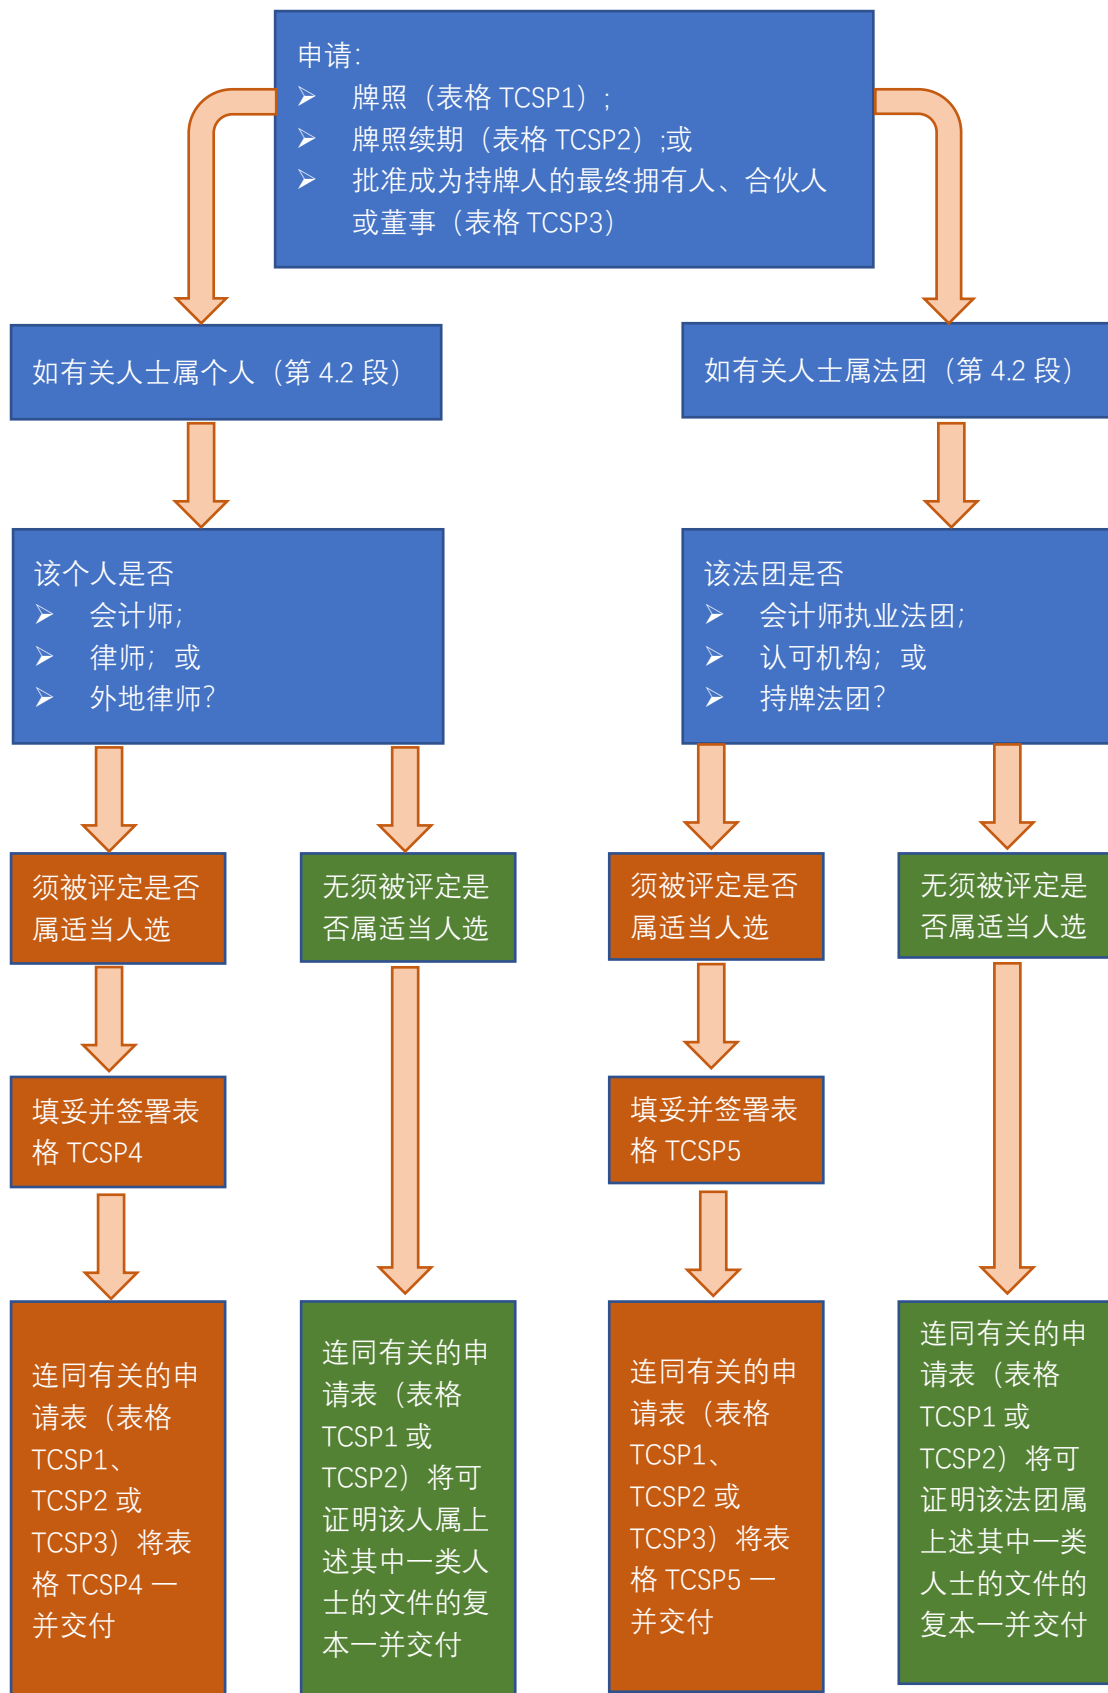 申请：
➢ 牌照（表格 TCSP1）;
➢ 牌照续期（表格 TCSP2）;或
➢ 批准成为持牌人的最终拥有人、合伙人
或董事（表格 TCSP3）
如有关人士属个人（第 4.2 段）
如有关人士属法团（第 4.2 段）
该个人是否
➢ 会计师；
➢ 律师；或
➢ 外地律师？
该法团是否
➢ 会计师执业法团；
➢ 认可机构；或
➢ 持牌法团？
须被评定是否
属适当人选
无须被评定是
否属适当人选
须被评定是否
属适当人选
无须被评定是
否属适当人选
填妥并签署表
格 TCSP4
填妥并签署表
格 TCSP5
连同有关的申
请表（表格
TCSP1、
TCSP2 或
TCSP3）将表
格 TCSP4 一
并交付
连同有关的申
请表（表格
TCSP1 或
TCSP2）将可
证明该人属上
述其中一类人
士的文件的复
本一并交付
连同有关的申
请表（表格
TCSP1、
TCSP2 或
TCSP3）将表
格 TCSP5 一
并交付
连同有关的申
请表（表格
TCSP1 或
TCSP2）将可
证明该法团属
上述其中一类
人士的文件的
复本一并交付